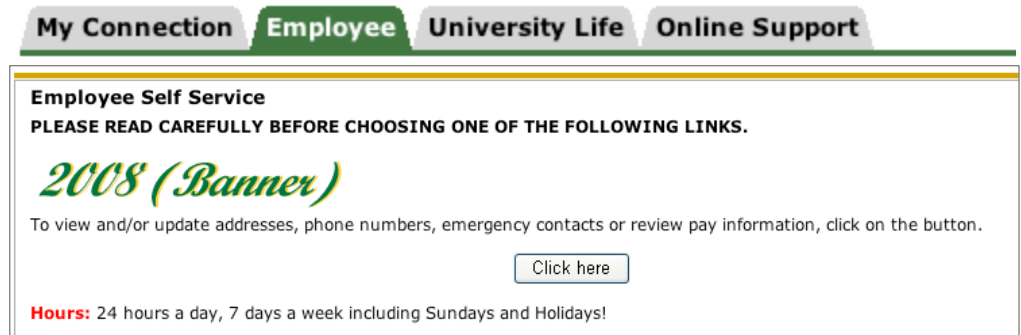 My Connection Employee University Life Online Support
Employee Self Service
PLEASE READ CAREFULLY BEFORE CHOOSING ONE OF THE FOLLOWING LINKS.
2008 (Banner)
To view and/or update addresses, phone numbers, emergency contacts or review pay information, click on the button.
Click here
Hours: 24 hours a day, 7 days a week including Sundays and Holidays!